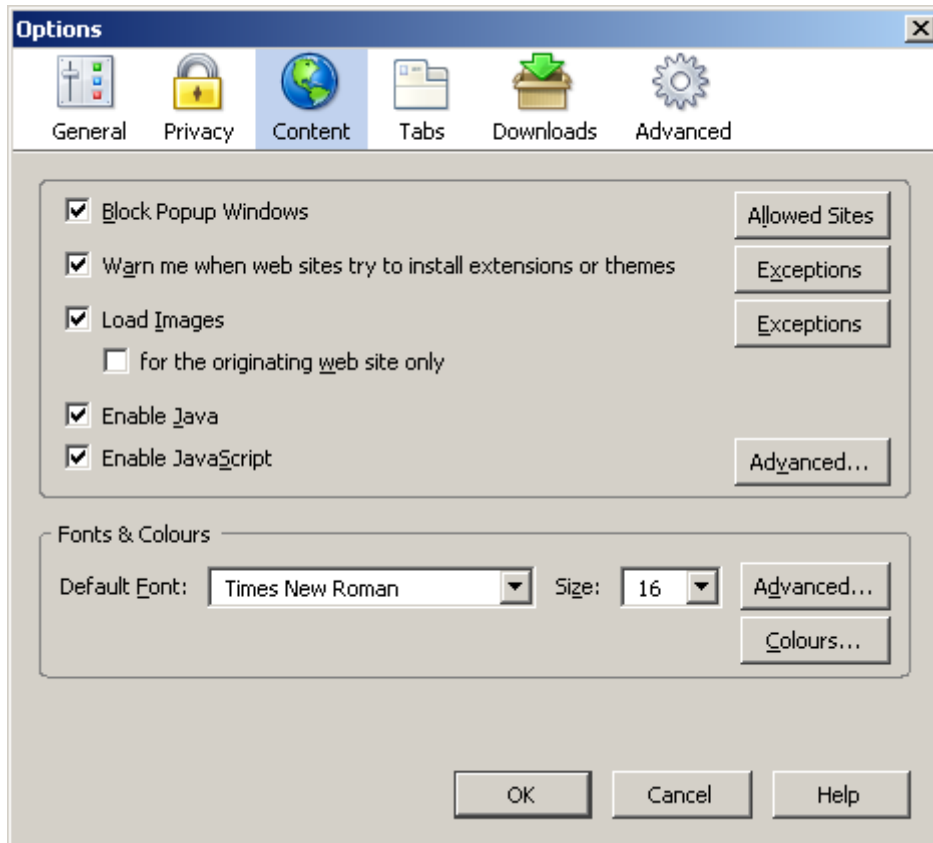 Options
General Privacy Content Tabs Downloads Advanced
Block Popup Windows Allowed Sites
Warn me when web sites try to install extensions or themes Exceptions
Load Images Exceptions
for the originating web site only
Enable Java
Enable JavaScript Advanced...
Fonts & Colours
Default Font: Times New Roman Size: 16 Advanced...
Colours...
OK Cancel Help